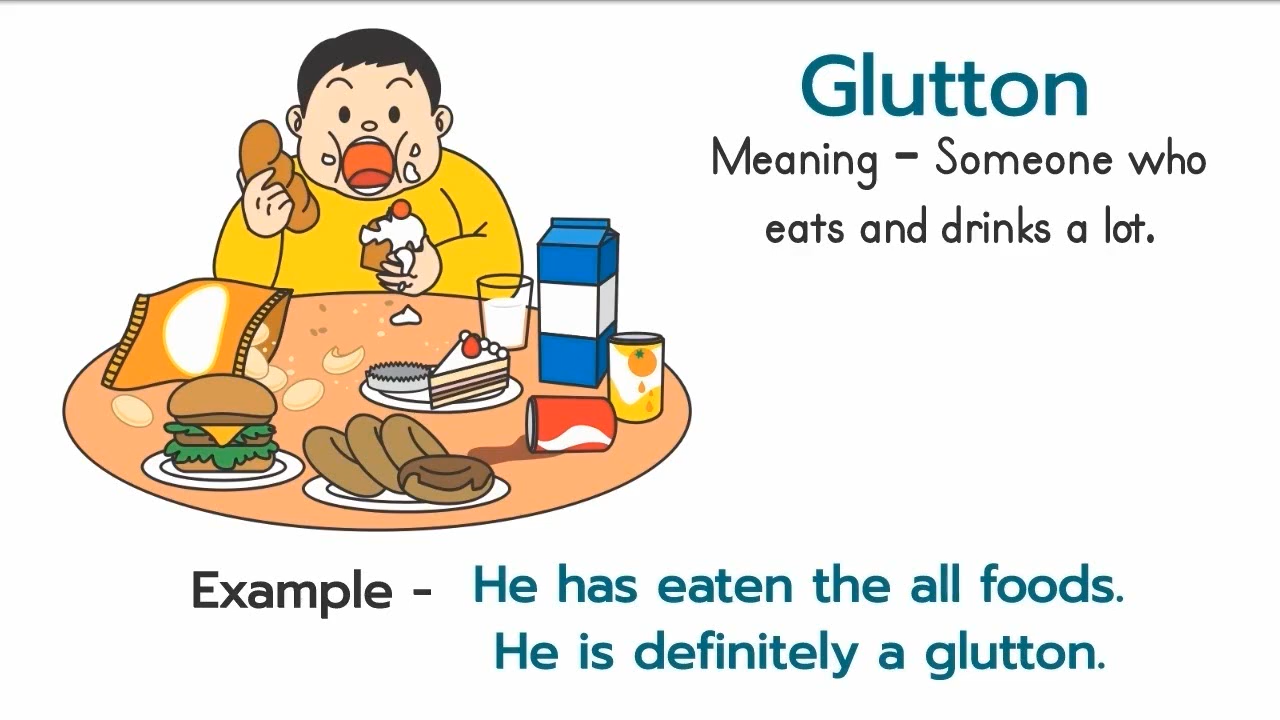 Glutton
Meaning - Someone who
eats and drinks a lot.
Example - He has eaten the all foods.
He is definitely a glutton.